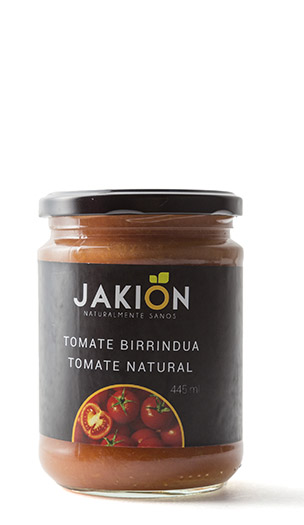 JAKION
NATURALMENTE SANOS
TOMATE BIRRINDUA
TOMATE NATURAL
445 ml